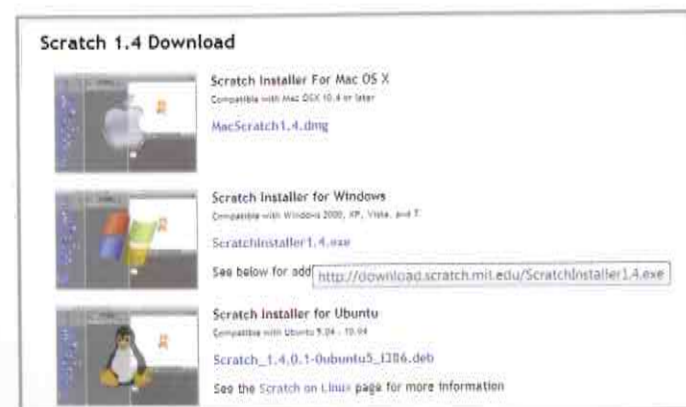 Scratch 1.4 Download
Scratch Installer For Mac OS X
Compatible with Mac OSX 10.4 or later
MacScratch1.4.dmg
Scratch Installer for Windows
Compatible with Windows 2000, XP, Vista, and 7.
ScratchInstaller1.4.exe
See below for add
http://download.scratch.mit.edu/ScratchInstaller1.4.exe
Scratch Installer for Ubuntu
Compatible with Ubuntu 9.04 - 10.04
Scratch_1.4.0.1-0ubuntu5_i386.deb
See the Scratch on Linux page for more information